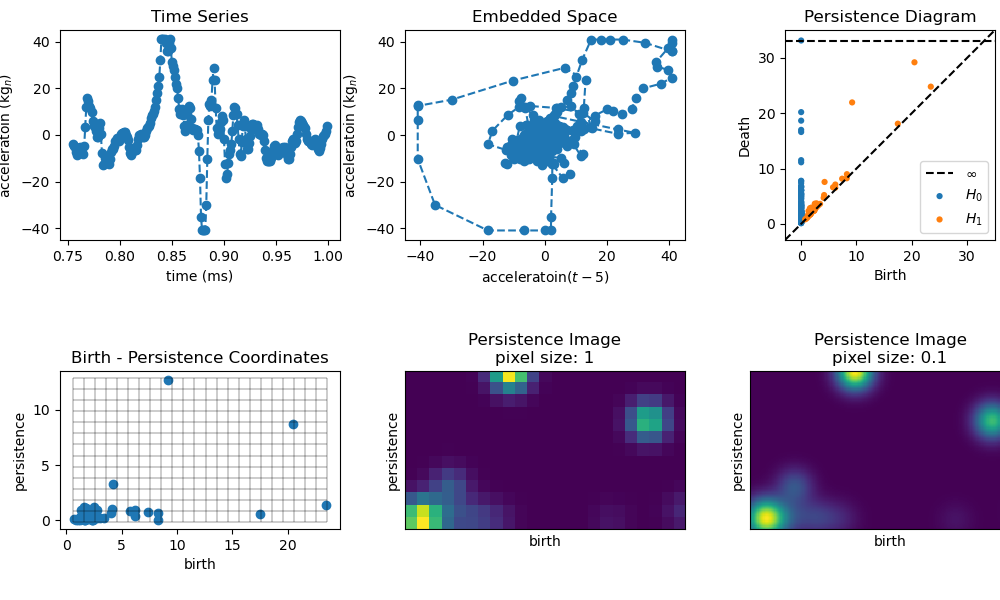 Time Series
acceleratoin (kg_n)
40
20
0
−20
−40
0.75 0.80 0.85 0.90 0.95 1.00
time (ms)
Embedded Space
acceleratoin (kg_n)
40
20
0
−20
−40
−40 −20 0 20 40
acceleratoin(t − 5)
Persistence Diagram
Death
30
20
10
0
∞
H_0
H_1
0 10 20 30
Birth
Birth - Persistence Coordinates
persistence
10
5
0
0 5 10 15 20
birth
Persistence Image
pixel size: 1
persistence
birth
Persistence Image
pixel size: 0.1
persistence
birth